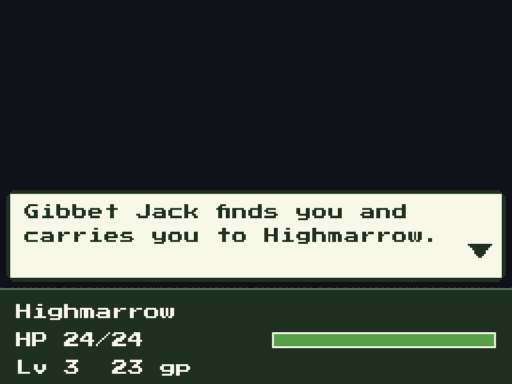 Gibbet Jack finds you and
carries you to Highmarrow.
Highmarrow
HP 24/24
Lv 3 23 gp